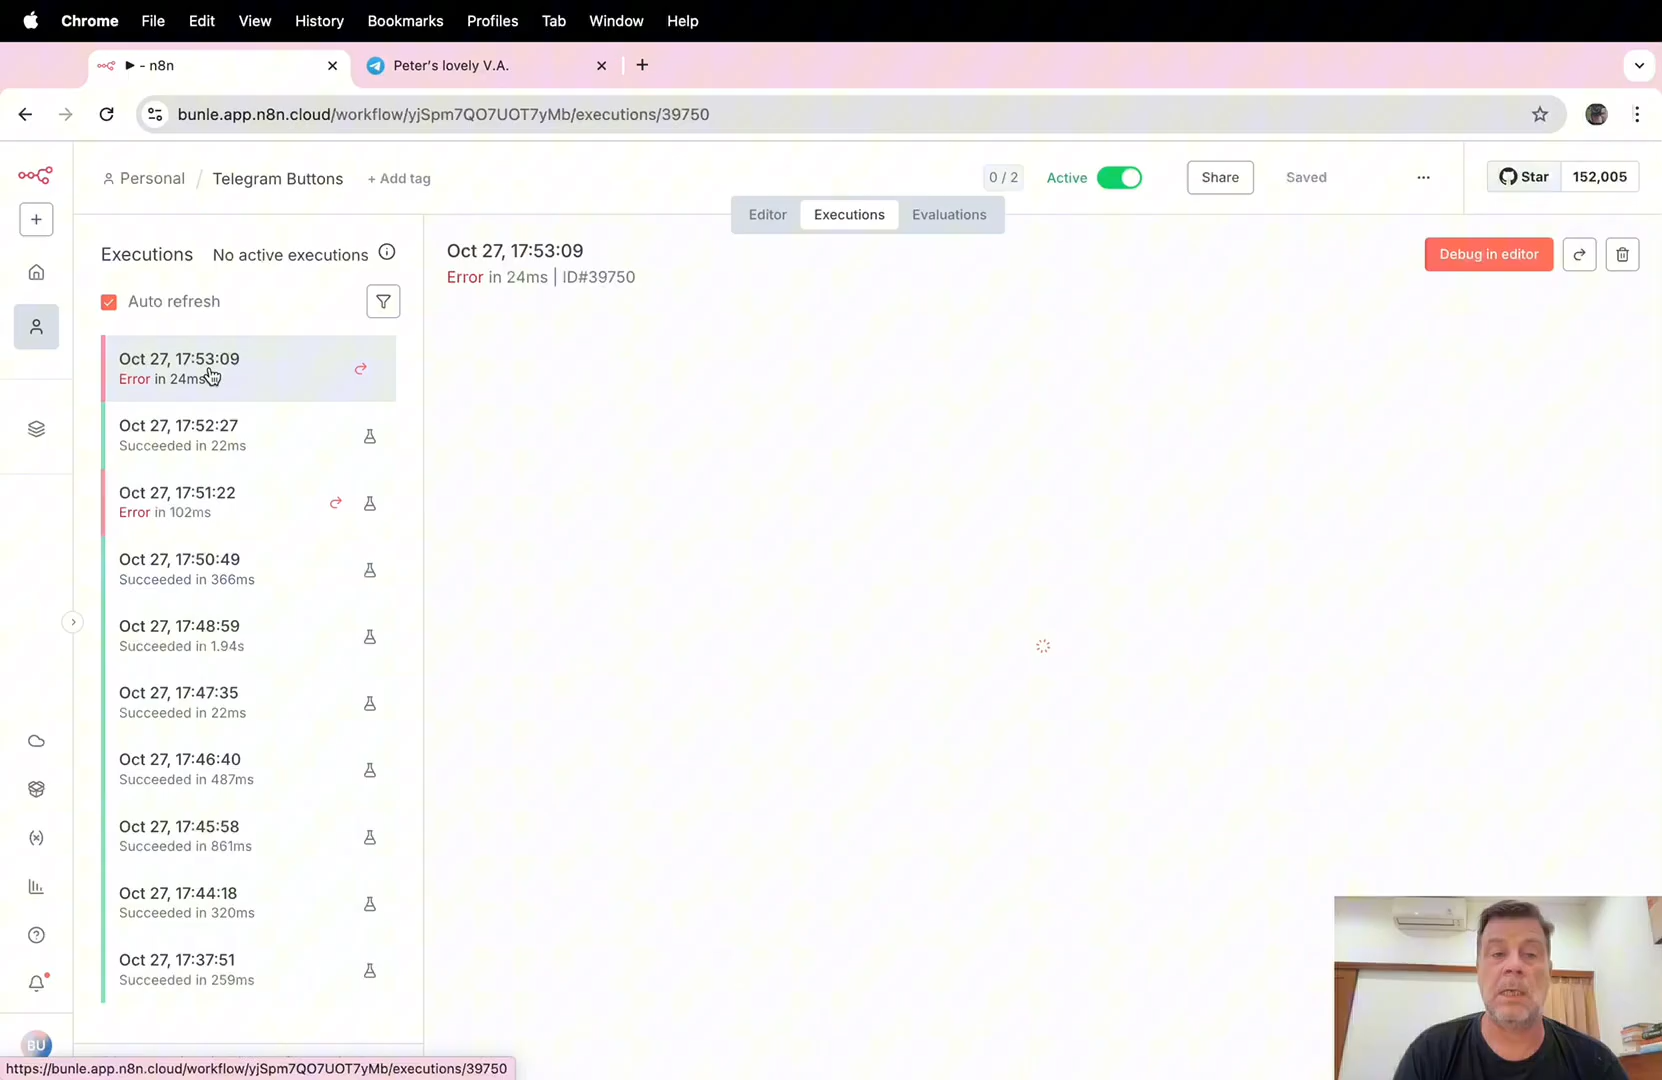 Chrome File Edit View History Bookmarks Profiles Tab Window Help
- n8n
Peter's lovely V.A.
bunle.app.n8n.cloud/workflow/yjSpm7QO7UOT7yMb/executions/39750
Personal / Telegram Buttons + Add tag
0 / 2
Active
Share
Saved
Star 152,005
Editor Executions Evaluations
Executions No active executions
Auto refresh
Oct 27, 17:53:09
Error in 24ms
Oct 27, 17:52:27
Succeeded in 22ms
Oct 27, 17:51:22
Error in 102ms
Oct 27, 17:50:49
Succeeded in 366ms
Oct 27, 17:48:59
Succeeded in 1.94s
Oct 27, 17:47:35
Succeeded in 22ms
Oct 27, 17:46:40
Succeeded in 487ms
Oct 27, 17:45:58
Succeeded in 861ms
Oct 27, 17:44:18
Succeeded in 320ms
Oct 27, 17:37:51
Succeeded in 259ms
Oct 27, 17:53:09
Error in 24ms | ID#39750
Debug in editor
BU
https://bunle.app.n8n.cloud/workflow/yjSpm7QO7UOT7yMb/executions/39750